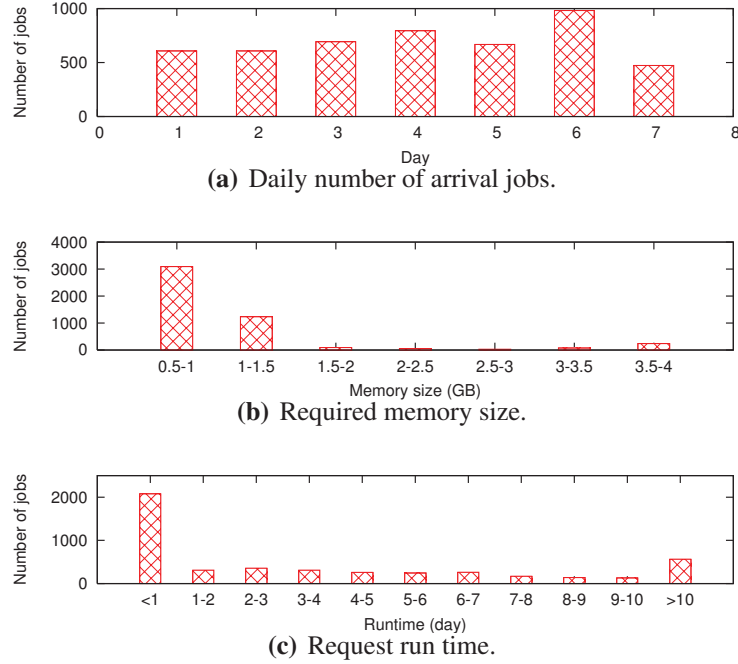 1000
500
0
Number of jobs
0 1 2 3 4 5 6 7 8
Day
(a) Daily number of arrival jobs.
4000
3000
2000
1000
0
Number of jobs
0.5-1 1-1.5 1.5-2 2-2.5 2.5-3 3-3.5 3.5-4
Memory size (GB)
(b) Required memory size.
2000
1000
0
Number of jobs
<1 1-2 2-3 3-4 4-5 5-6 6-7 7-8 8-9 9-10 >10
Runtime (day)
(c) Request run time.